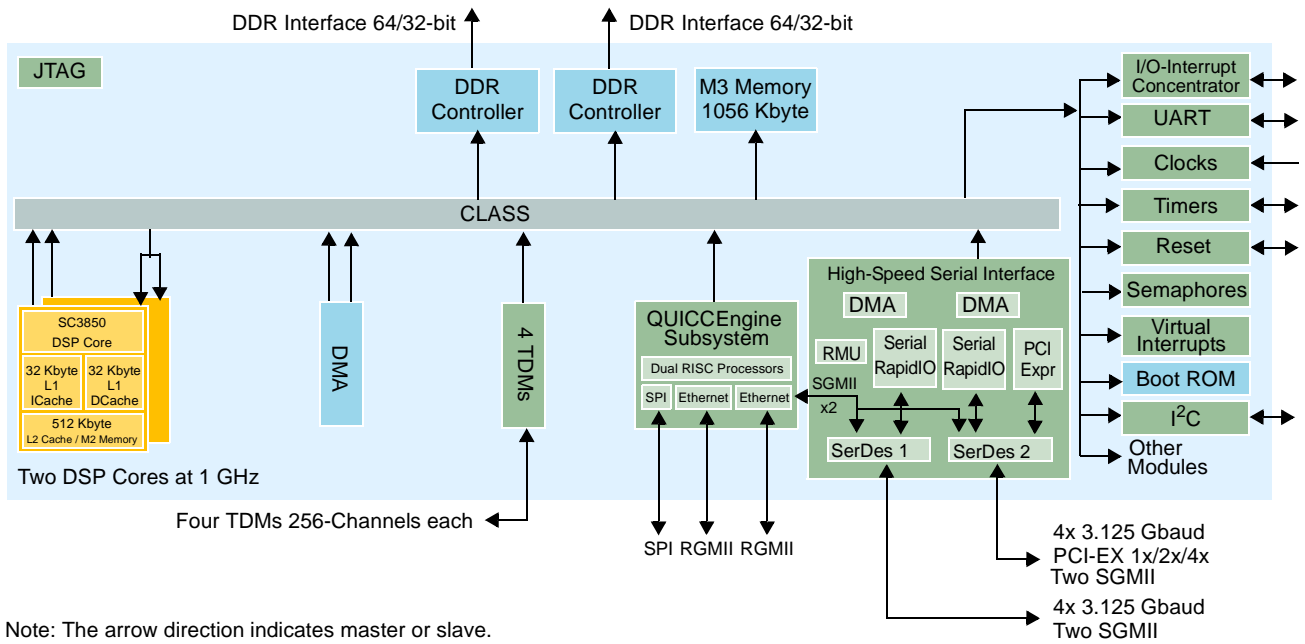 DDR Interface 64/32-bit
DDR Interface 64/32-bit
JTAG
DDR
Controller
DDR
Controller
M3 Memory
1056 Kbyte
I/O-Interrupt
Concentrator
UART
Clocks
Timers
Reset
Semaphores
Virtual
Interrupts
Boot ROM
I²C
Other
Modules
CLASS
SC3850
DSP Core
32 Kbyte
L1
ICache
32 Kbyte
L1
DCache
512 Kbyte
L2 Cache / M2 Memory
Two DSP Cores at 1 GHz
DMA
4 TDMs
Four TDMs 256-Channels each
QUICCEngine
Subsystem
Dual RISC Processors
SPI
Ethernet
Ethernet
SPI
RGMII
RGMII
High-Speed Serial Interface
DMA
DMA
RMU
Serial
RapidIO
Serial
RapidIO
PCI
Expr
SGMII
x2
SerDes 1
SerDes 2
4x 3.125 Gbaud
PCI-EX 1x/2x/4x
Two SGMII
4x 3.125 Gbaud
Two SGMII
Note: The arrow direction indicates master or slave.